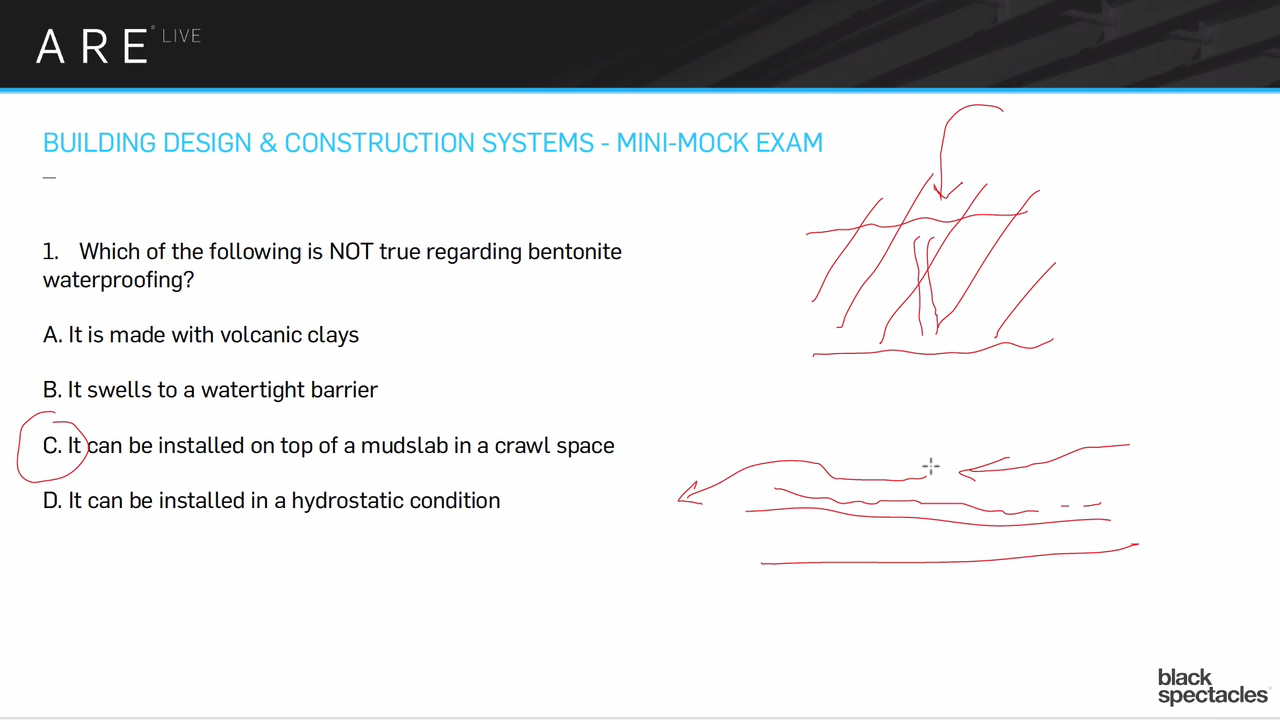 ARE® LIVE
BUILDING DESIGN & CONSTRUCTION SYSTEMS - MINI-MOCK EXAM
1. Which of the following is NOT true regarding bentonite
waterproofing?
A. It is made with volcanic clays
B. It swells to a watertight barrier
C. It can be installed on top of a mudslab in a crawl space
D. It can be installed in a hydrostatic condition
black
spectacles